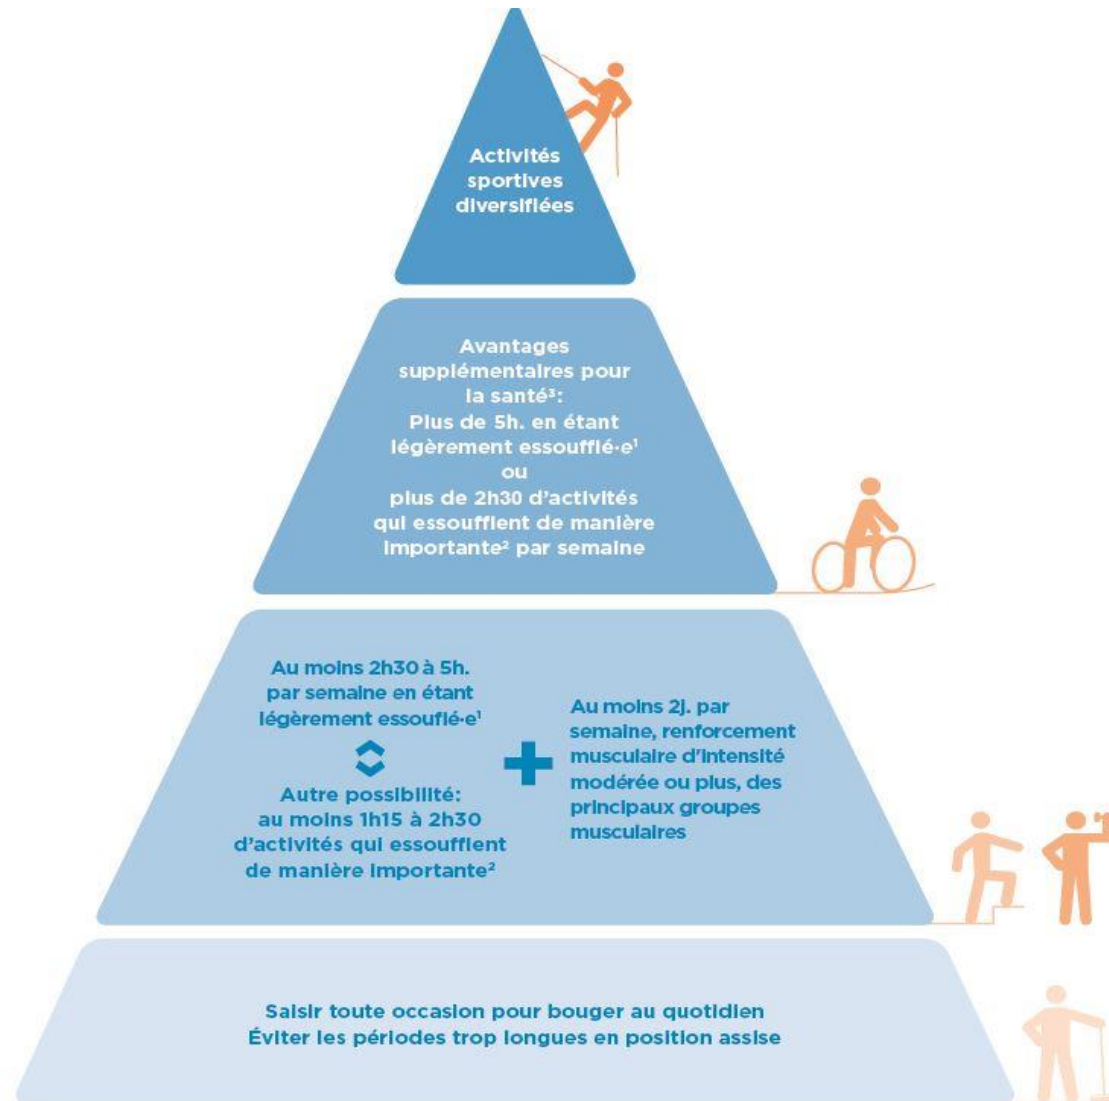 Activités
sportives
diversifiées
Avantages
supplémentaires pour
la santé³:
Plus de 5h. en étant
légèrement essoufflé·e¹
ou
plus de 2h30 d'activités
qui essoufflent de manière
importante² par semaine
Au moins 2h30 à 5h.
par semaine en étant
légèrement essouflé·e¹
Autre possibilité:
au moins 1h15 à 2h30
d'activités qui essoufflent
de manière importante²
Au moins 2j. par
semaine, renforcement
musculaire d'intensité
modérée ou plus, des
principaux groupes
musculaires
Saisir toute occasion pour bouger au quotidien
Éviter les périodes trop longues en position assise